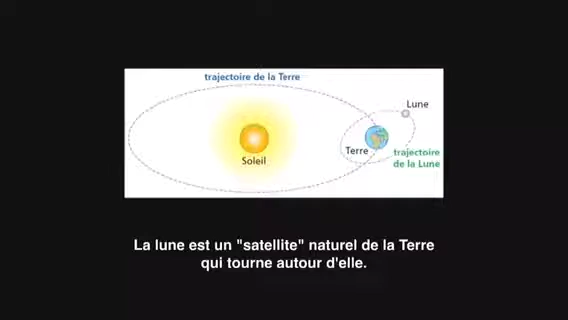 trajectoire de la Terre
Lune
Terre
trajectoire
de la Lune
Soleil
La lune est un "satellite" naturel de la Terre
qui tourne autour d'elle.